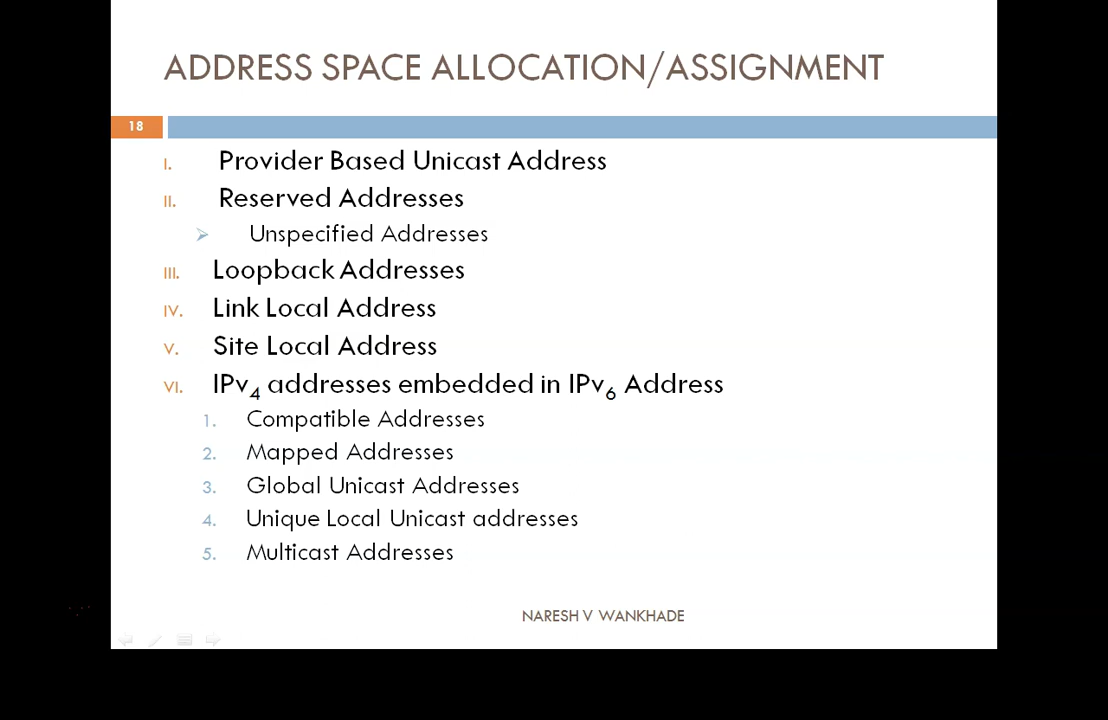 ADDRESS SPACE ALLOCATION/ASSIGNMENT
18
I. Provider Based Unicast Address
II. Reserved Addresses
Unspecified Addresses
III. Loopback Addresses
IV. Link Local Address
V. Site Local Address
VI. IPv4 addresses embedded in IPv6 Address
1. Compatible Addresses
2. Mapped Addresses
3. Global Unicast Addresses
4. Unique Local Unicast addresses
5. Multicast Addresses
NARESH V WANKHADE